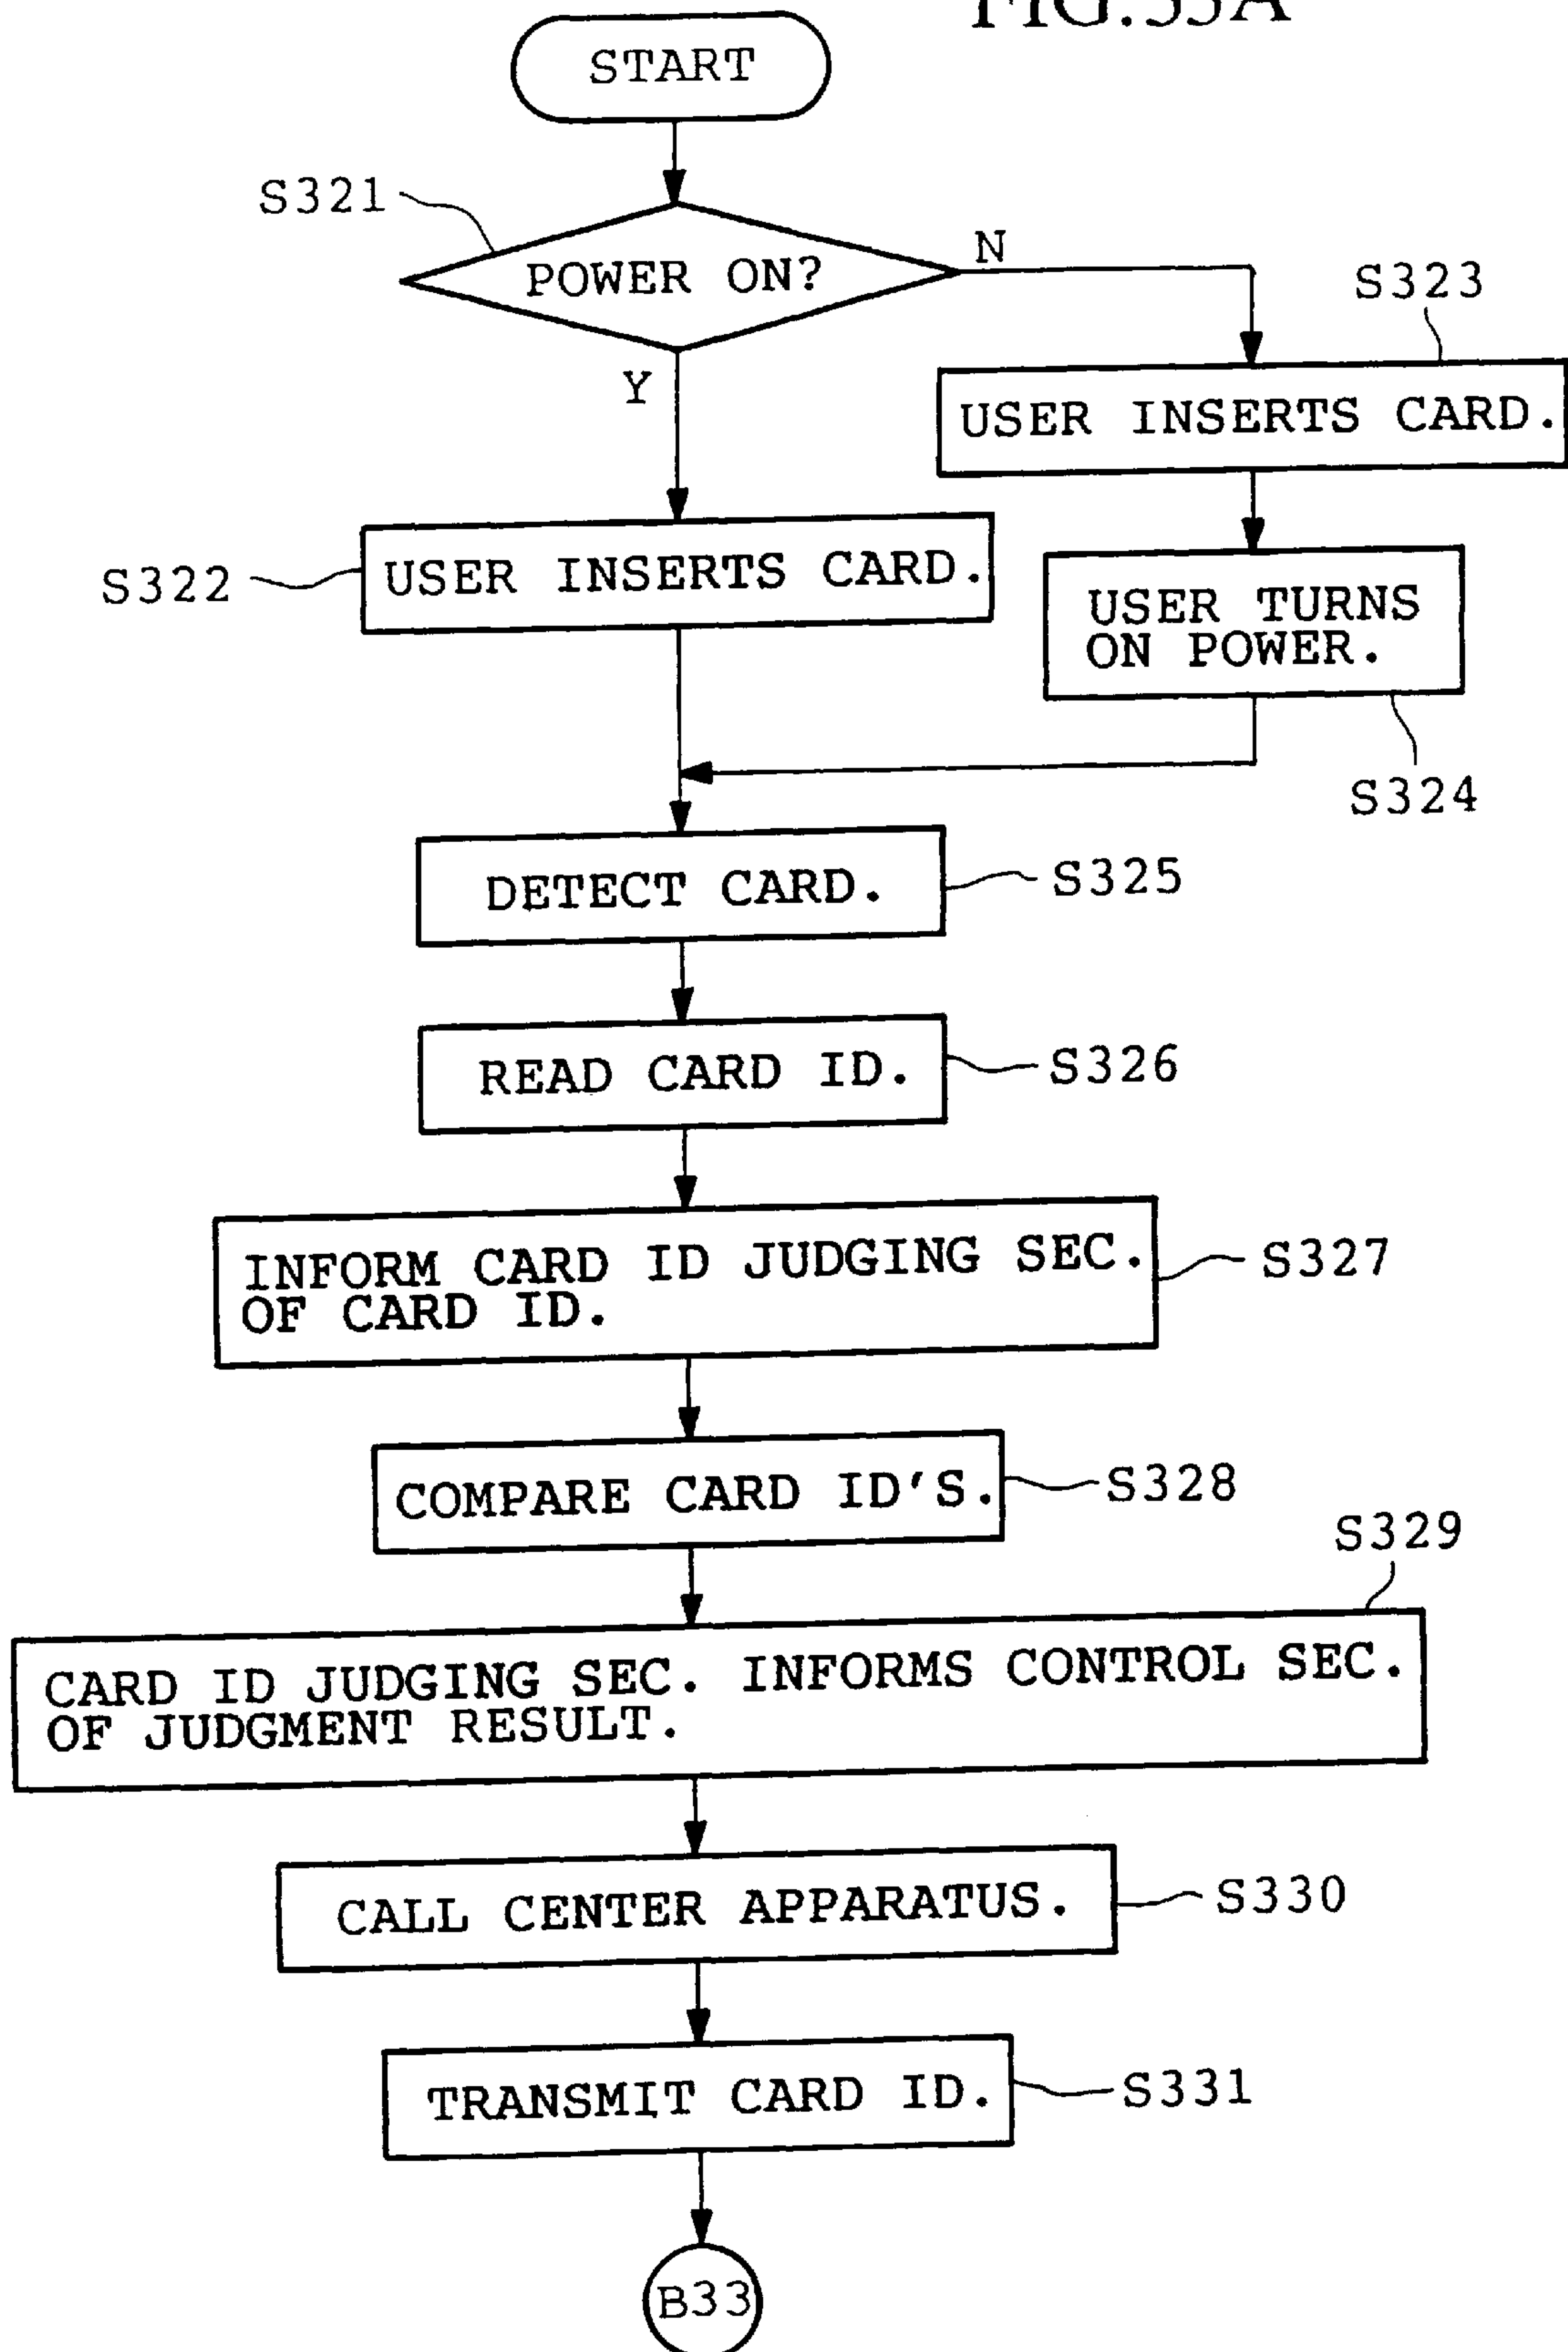 START
S321
POWER ON?
N
S323
Y
USER INSERTS CARD.
S322
USER INSERTS CARD.
USER TURNS
ON POWER.
S324
DETECT CARD.
S325
READ CARD ID.
S326
INFORM CARD ID JUDGING SEC.
OF CARD ID.
S327
COMPARE CARD ID'S.
S328
S329
CARD ID JUDGING SEC. INFORMS CONTROL SEC.
OF JUDGMENT RESULT.
CALL CENTER APPARATUS.
S330
TRANSMIT CARD ID.
S331
B33